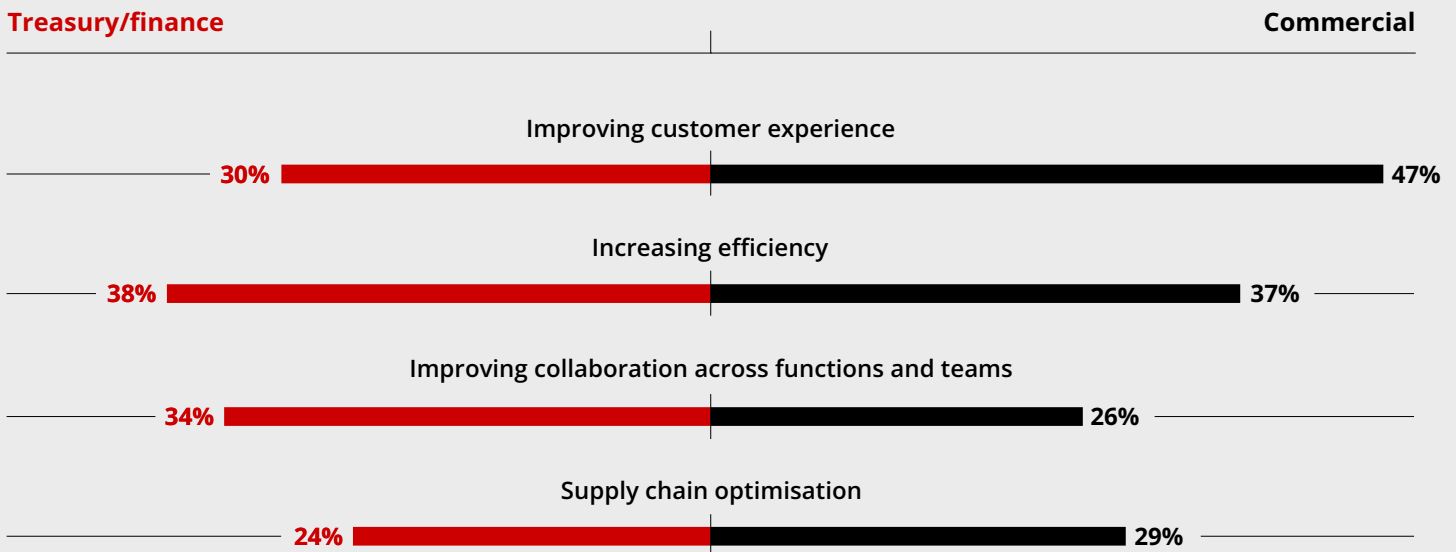 Treasury/finance
Commercial
Improving customer experience
30%
47%
Increasing efficiency
38%
37%
Improving collaboration across functions and teams
34%
26%
Supply chain optimisation
24%
29%